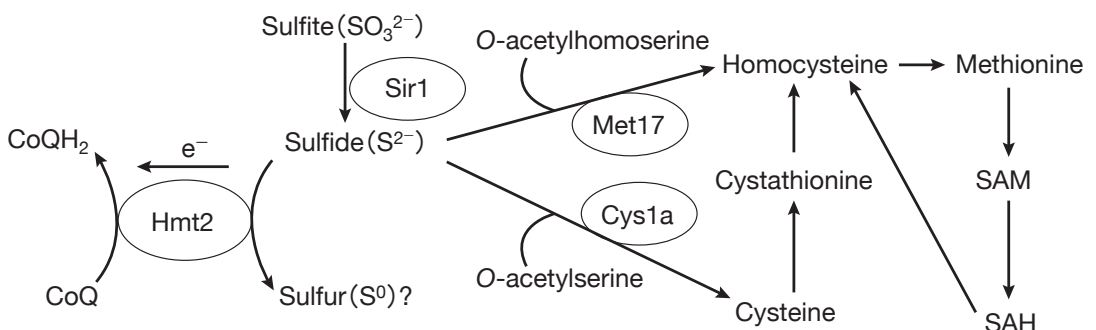 Sulfite (SO₃²⁻)
O-acetylhomoserine
Sir1
Homocysteine
Methionine
Met17
CoQH₂
e⁻
Sulfide (S²⁻)
Cystathionine
SAM
Hmt2
Cys1a
O-acetylserine
CoQ
Sulfur (S⁰)?
Cysteine
SAH